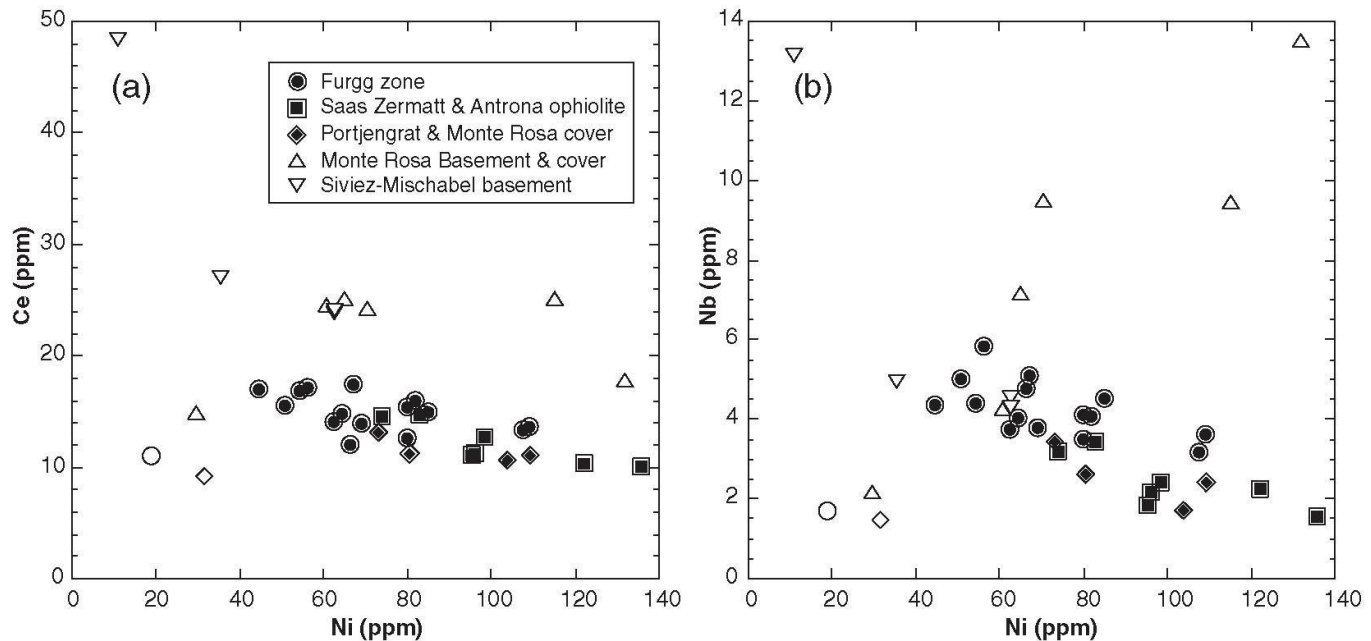 50
40
30
20
10
0
Ce (ppm)
(a)
Furgg zone
Saas Zermatt & Antrona ophiolite
Portjengrat & Monte Rosa cover
Monte Rosa Basement & cover
Siviez-Mischabel basement
0 20 40 60 80 100 120 140
Ni (ppm)
14
12
10
8
6
4
2
0
Nb (ppm)
(b)
0 20 40 60 80 100 120 140
Ni (ppm)